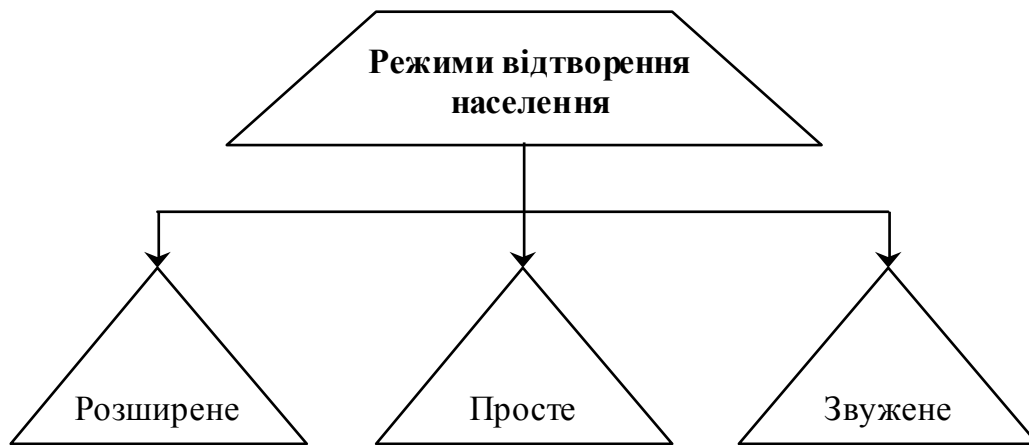 Режими відтворення
населення
Розширене
Просте
Звужене